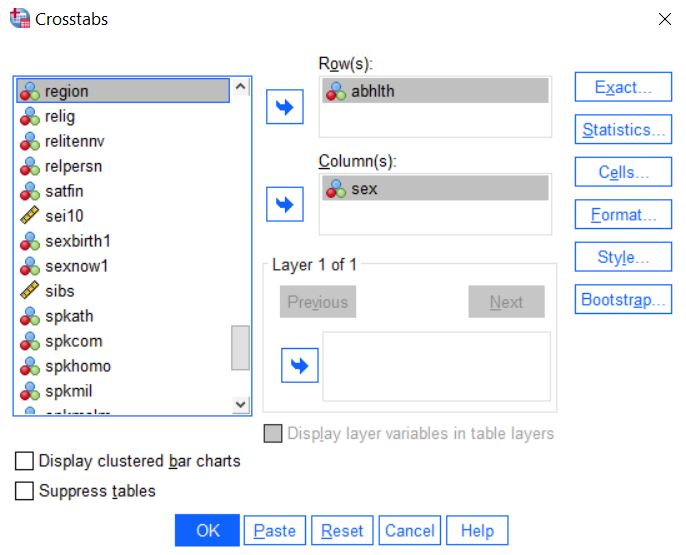 Crosstabs
region
relig
relitennv
relpersn
satfin
sei10
sexbirth1
sexnow1
sibs
spkath
spkcom
spkhomo
spkmil
Row(s):
abhlth
Column(s):
sex
Layer 1 of 1
Previous Next
Display layer variables in table layers
Exact...
Statistics...
Cells...
Format...
Style...
Bootstrap...
Display clustered bar charts
Suppress tables
OK Paste Reset Cancel Help